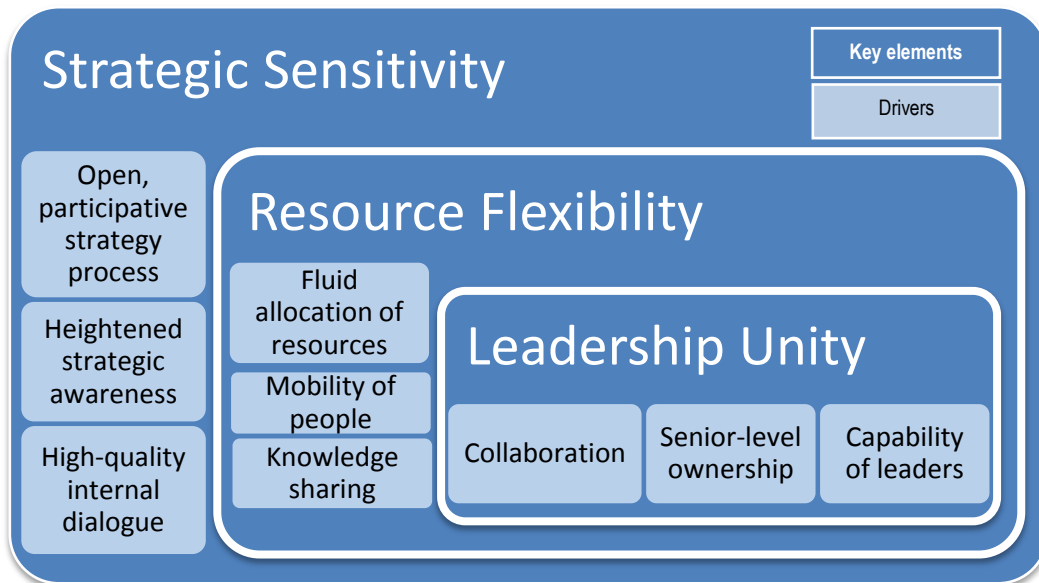 Strategic Sensitivity
Key elements
Drivers
Open,
participative
strategy
process
Heightened
strategic
awareness
High-quality
internal
dialogue
Resource Flexibility
Fluid
allocation of
resources
Mobility of
people
Knowledge
sharing
Leadership Unity
Collaboration
Senior-level
ownership
Capability
of leaders